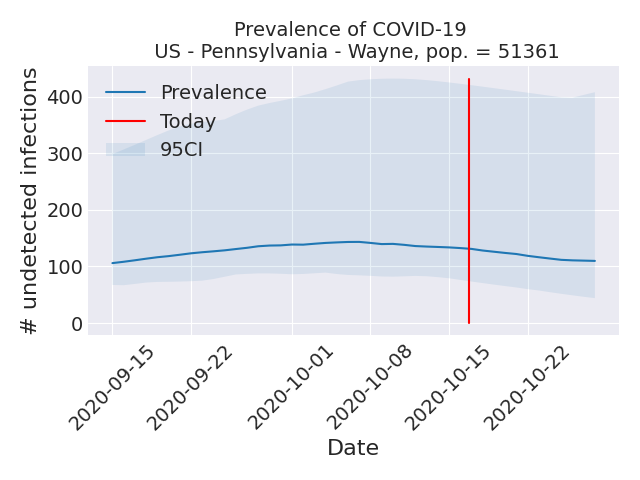 Prevalence of COVID-19
US - Pennsylvania - Wayne, pop. = 51361
# undetected infections
400
300
200
100
0
Prevalence
Today
95CI
2020-09-15
2020-09-22
2020-10-01
2020-10-08
2020-10-15
2020-10-22
Date